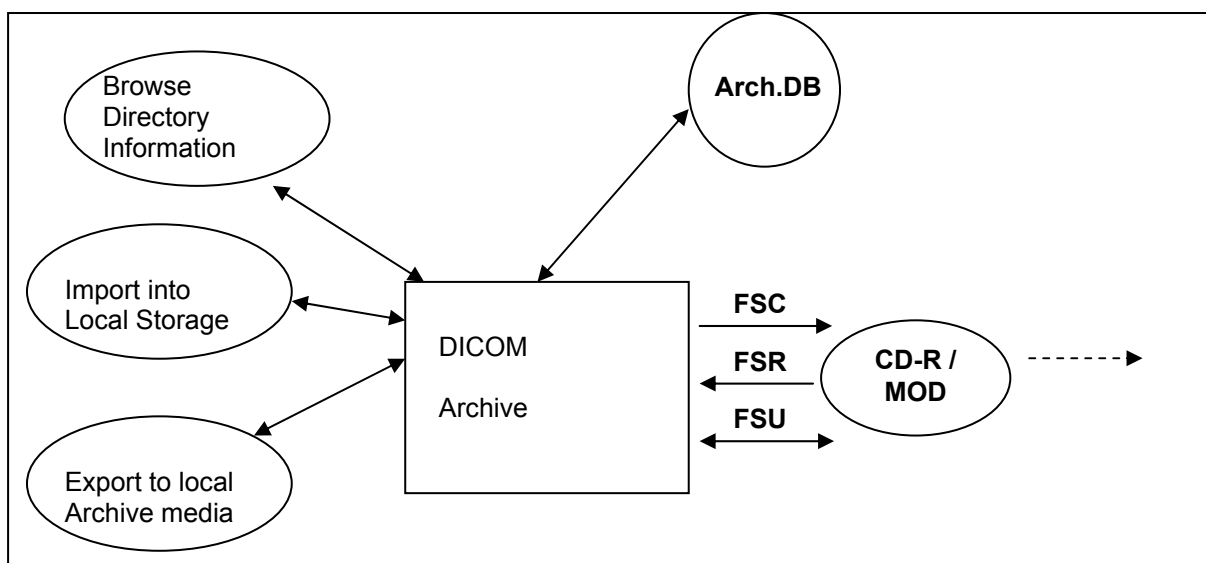 Browse
Directory
Information
Arch.DB
Import into
Local Storage
DICOM
Archive
FSC
FSR
FSU
CD-R /
MOD
Export to local
Archive media